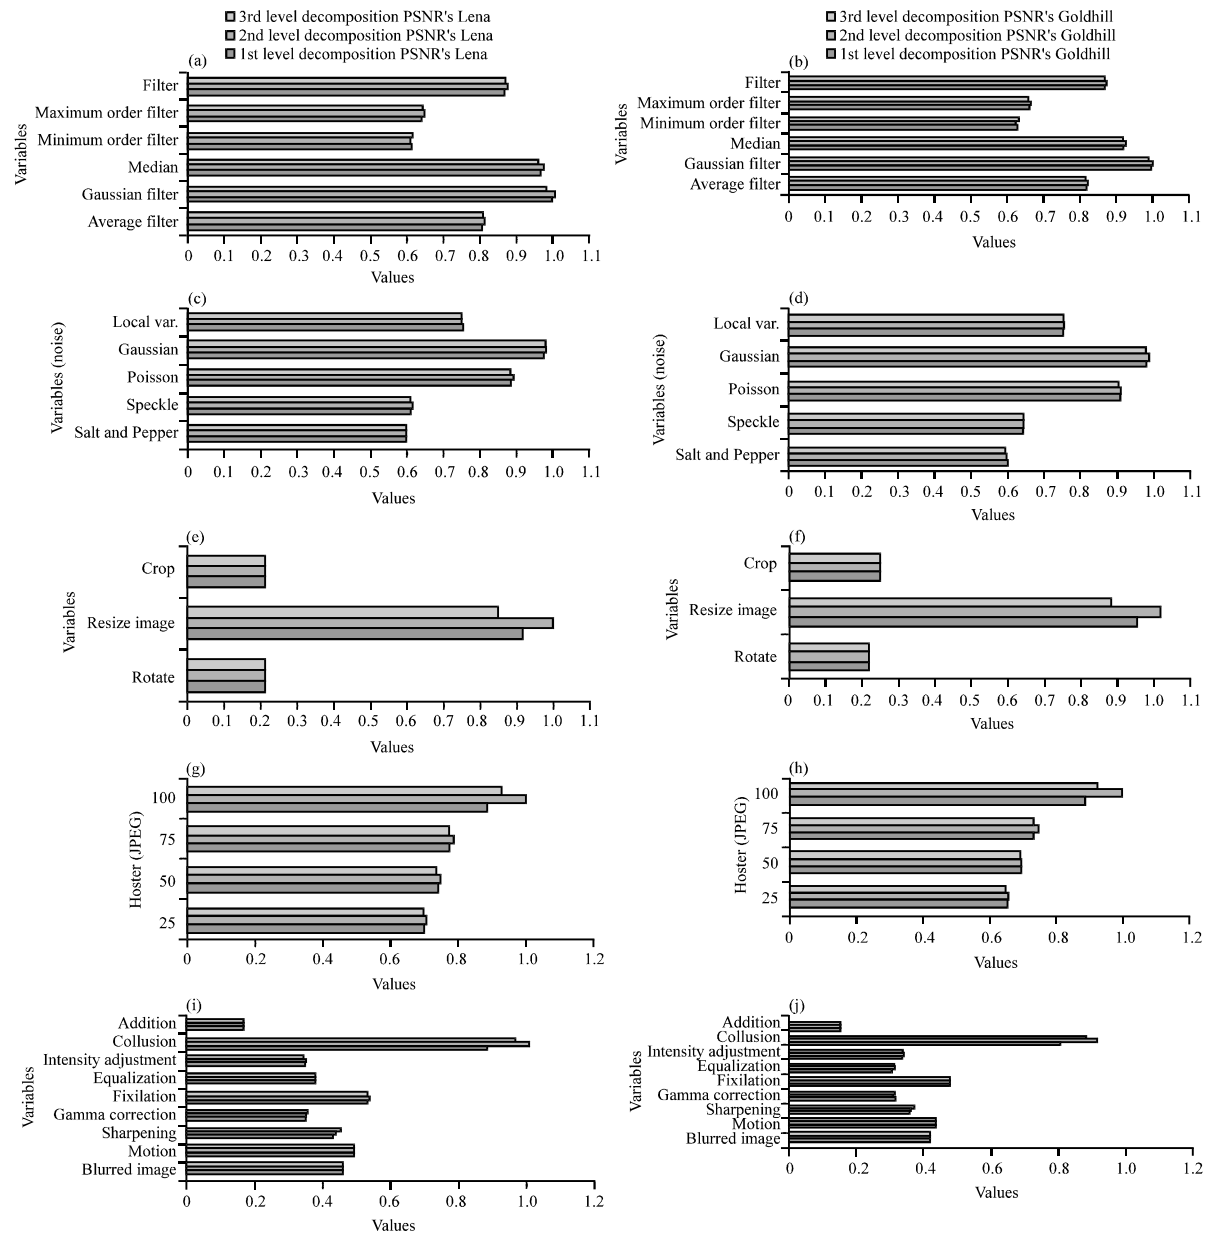 3rd level decomposition PSNR's Lena
2nd level decomposition PSNR's Lena
1st level decomposition PSNR's Lena
(a)
Variables
Filter
Maximum order filter
Minimum order filter
Median
Gaussian filter
Average filter
0 0.1 0.2 0.3 0.4 0.5 0.6 0.7 0.8 0.9 1.0 1.1
Values
3rd level decomposition PSNR's Goldhill
2nd level decomposition PSNR's Goldhill
1st level decomposition PSNR's Goldhill
(b)
Variables
Filter
Maximum order filter
Minimum order filter
Median
Gaussian filter
Average filter
0 0.1 0.2 0.3 0.4 0.5 0.6 0.7 0.8 0.9 1.0 1.1
Values
(c)
Variables (noise)
Local var.
Gaussian
Poisson
Speckle
Salt and Pepper
0 0.1 0.2 0.3 0.4 0.5 0.6 0.7 0.8 0.9 1.0 1.1
Values
(d)
Variables (noise)
Local var.
Gaussian
Poisson
Speckle
Salt and Pepper
0 0.1 0.2 0.3 0.4 0.5 0.6 0.7 0.8 0.9 1.0 1.1
Values
(e)
Variables
Crop
Resize image
Rotate
0 0.1 0.2 0.3 0.4 0.5 0.6 0.7 0.8 0.9 1.0 1.1
Values
(f)
Variables
Crop
Resize image
Rotate
0 0.1 0.2 0.3 0.4 0.5 0.6 0.7 0.8 0.9 1.0 1.1
Values
(g)
Hoster (JPEG)
100
75
50
25
0 0.2 0.4 0.6 0.8 1.0 1.2
Values
(h)
Hoster (JPEG)
100
75
50
25
0 0.2 0.4 0.6 0.8 1.0 1.2
Values
(i)
Variables
Addition
Collusion
Intensity adjustment
Equalization
Fixilation
Gamma correction
Sharpening
Motion
Blurred image
0 0.2 0.4 0.6 0.8 1.0 1.2
Values
(j)
Variables
Addition
Collusion
Intensity adjustment
Equalization
Fixilation
Gamma correction
Sharpening
Motion
Blurred image
0 0.2 0.4 0.6 0.8 1.0 1.2
Values